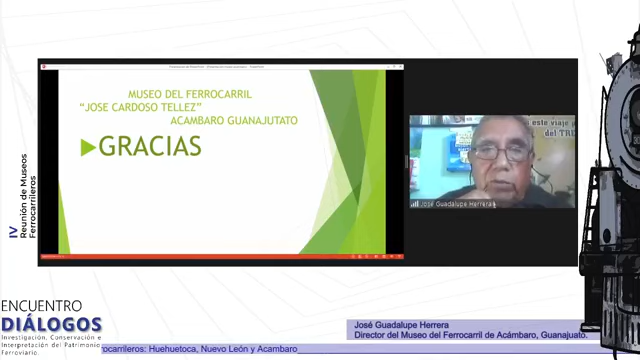 MUSEO DEL FERROCARRIL
"JOSE CARDOSO TELLEZ"
ACAMBARO GUANAJUTATO
GRACIAS
este viaje
del TRE
José Guadalupe Herrera
IV
Reunión de Museos
Ferrocarrileros
ENCUENTRO
DIÁLOGOS
Investigación, Conservación e
Interpretación del Patrimonio
Ferroviario.
José Guadalupe Herrera
Director del Museo del Ferrocarril de Acámbaro, Guanajuato.
rocarrileros: Huehuetoca, Nuevo León y Acambaro